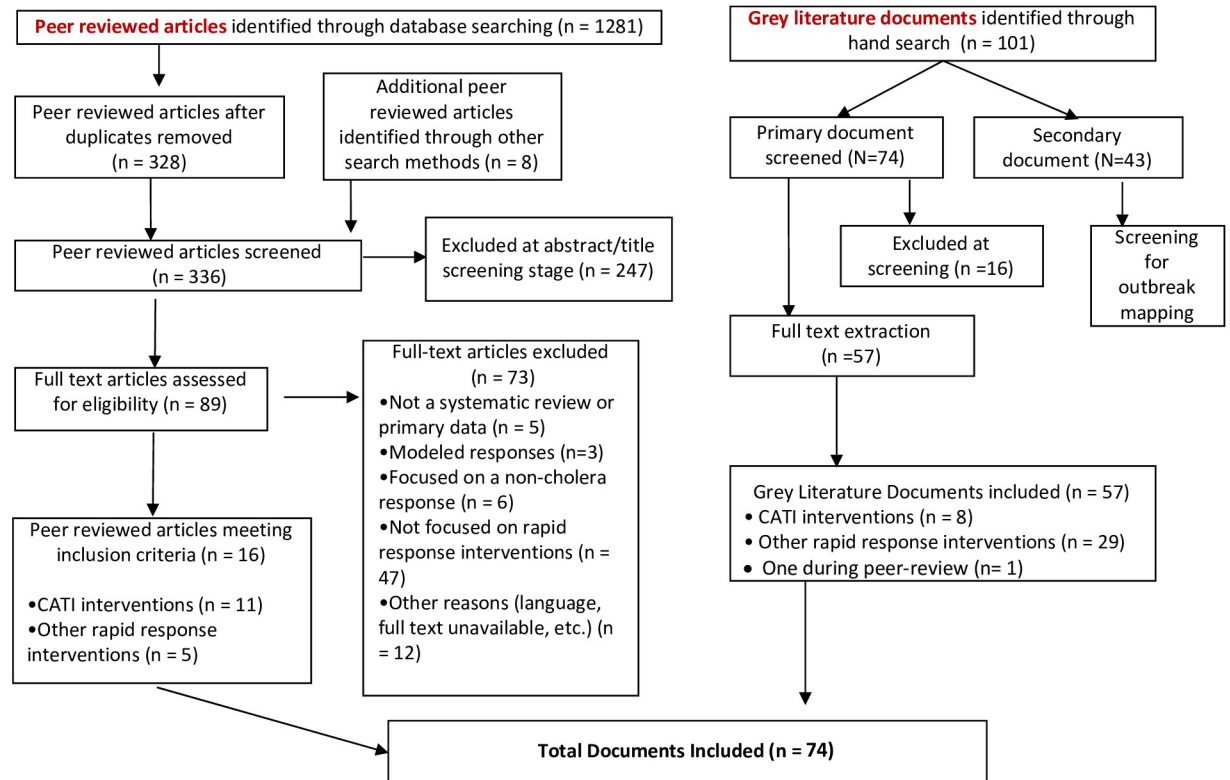 Peer reviewed articles identified through database searching (n = 1281)
Peer reviewed articles after
duplicates removed
(n = 328)
Additional peer
reviewed articles
identified through other
search methods (n = 8)
Peer reviewed articles screened
(n = 336)
Excluded at abstract/title
screening stage (n = 247)
Full text articles assessed
for eligibility (n = 89)
Full-text articles excluded
(n = 73)
•Not a systematic review or
primary data (n = 5)
•Modeled responses (n=3)
•Focused on a non-cholera
response (n = 6)
•Not focused on rapid
response interventions (n =
47)
•Other reasons (language,
full text unavailable, etc.) (n
= 12)
Peer reviewed articles meeting
inclusion criteria (n = 16)
•CATI interventions (n = 11)
•Other rapid response
interventions (n = 5)
Grey literature documents identified through
hand search (n = 101)
Primary document
screened (N=74)
Secondary
document (N=43)
Excluded at
screening (n =16)
Screening
for
outbreak
mapping
Full text extraction
(n =57)
Grey Literature Documents included (n = 57)
• CATI interventions (n = 8)
• Other rapid response interventions (n = 29)
• One during peer-review (n= 1)
Total Documents Included (n = 74)